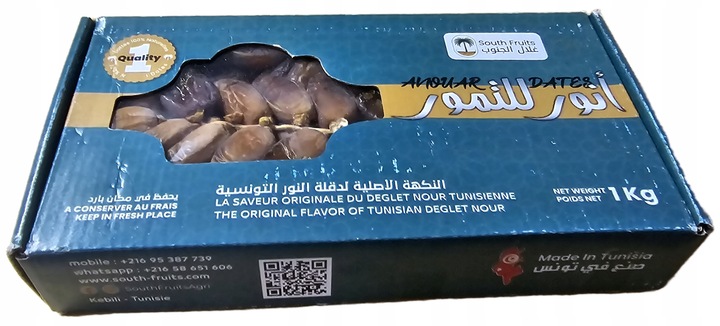 1
Quality
South Fruits
غلال الجنوب
ANOUAR DATES
أنور للتمور
النكهة الأصلية لدقلة النور التونسية
LA SAVEUR ORIGINALE DU DEGLET NOUR TUNISIENNE
THE ORIGINAL FLAVOR OF TUNISIAN DEGLET NOUR
يحفظ في مكان بارد
A CONSERVER AU FRAIS
KEEP IN FRESH PLACE
NET WEIGHT
POIDS NET
1 Kg
mobile : +216 95 387 739
whatsapp : +216 58 651 606
www.south-fruits.com
SouthFruitsAgri
Kebili - Tunisie
Made In Tunisia
صنع في تونس